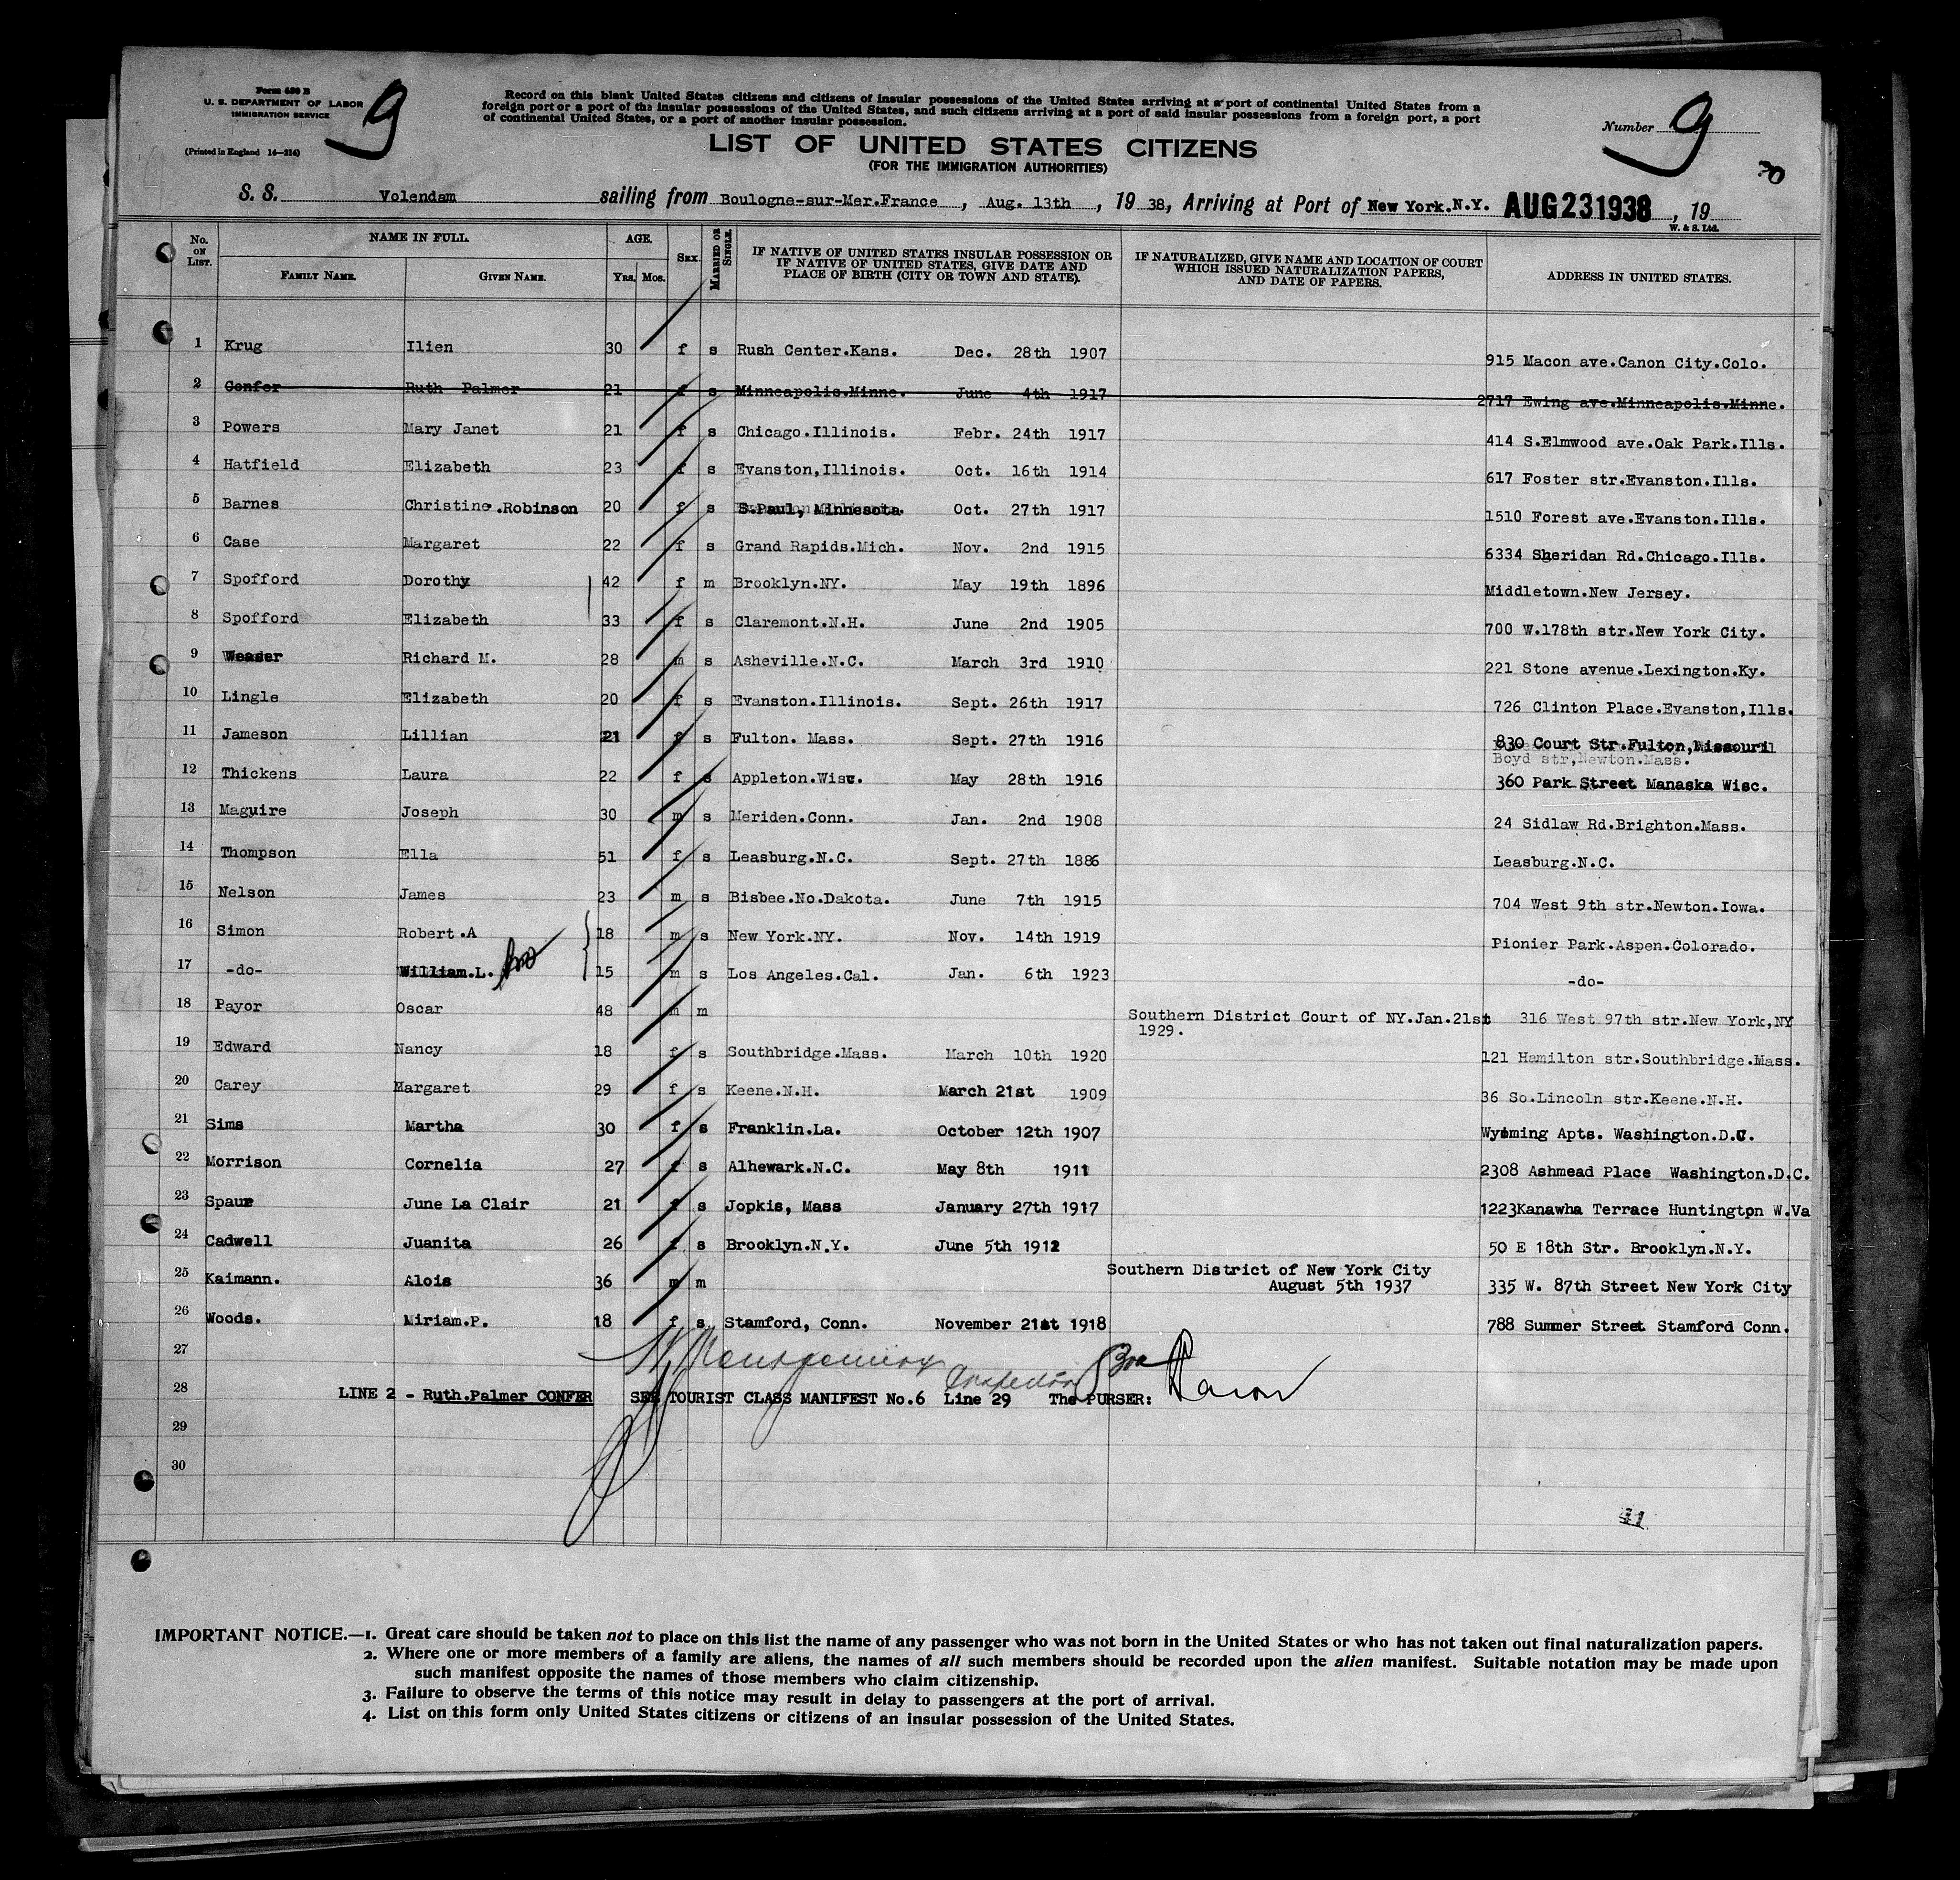 Form 630 B
U. S. DEPARTMENT OF LABOR
IMMIGRATION SERVICE
9
(Printed in England 14—214)
Record on this blank United States citizens and citizens of insular possessions of the United States arriving at a port of continental United States from a
foreign port or a port of the insular possessions of the United States, and such citizens arriving at a port of said insular possessions from a foreign port, a port
of continental United States, or a port of another insular possession.
LIST OF UNITED STATES CITIZENS
(FOR THE IMMIGRATION AUTHORITIES)
Number 9
30
S. S. Volendam sailing from Boulogne-sur-Mer.France, Aug. 13th, 1938, Arriving at Port of New York.N.Y. AUG 23 1938, 19
W. & S. Ltd.
No. ON LIST. NAME IN FULL. FAMILY NAME. GIVEN NAME. AGE. Yrs. Mos. SEX. MARRIED OR SINGLE. IF NATIVE OF UNITED STATES INSULAR POSSESSION OR IF NATIVE OF UNITED STATES, GIVE DATE AND PLACE OF BIRTH (CITY OR TOWN AND STATE). IF NATURALIZED, GIVE NAME AND LOCATION OF COURT WHICH ISSUED NATURALIZATION PAPERS, AND DATE OF PAPERS. ADDRESS IN UNITED STATES.
1 Krug Ilien 30 f s Rush Center.Kans. Dec. 28th 1907 915 Macon ave.Canon City.Colo.
2 Confer Ruth Palmer 21 f s Minneapolis.Minne. June 4th 1917 2717 Ewing ave.Minneapolis.Minne.
3 Powers Mary Janet 21 f s Chicago.Illinois. Febr. 24th 1917 414 S.Elmwood ave.Oak Park.Ills.
4 Hatfield Elizabeth 23 f s Evanston,Illinois. Oct. 16th 1914 617 Foster str.Evanston.Ills.
5 Barnes Christine.Robinson 20 f s S.Paul, Minnesota. Oct. 27th 1917 1510 Forest ave.Evanston.Ills.
6 Case Margaret 22 f s Grand Rapids.Mich. Nov. 2nd 1915 6334 Sheridan Rd.Chicago.Ills.
7 Spofford Dorothy 42 f m Brooklyn.NY. May 19th 1896 Middletown.New Jersey.
8 Spofford Elizabeth 33 f s Claremont.N.H. June 2nd 1905 700 W.178th str.New York City.
9 Richard M. 28 m s Asheville.N.C. March 3rd 1910 221 Stone avenue.Lexington.Ky.
10 Lingle Elizabeth 20 f s Evanston.Illinois. Sept. 26th 1917 726 Clinton Place.Evanston,Ills.
11 Jameson Lillian 21 f s Fulton. Mass. Sept. 27th 1916 830 Court Str.Fulton,Missouri
Boyd str,Newton.Mass.
12 Thickens Laura 22 f s Appleton.Wisc. May 28th 1916 360 Park Street Manaska Wisc.
13 Maguire Joseph 30 m s Meriden.Conn. Jan. 2nd 1908 24 Sidlaw Rd.Brighton.Mass.
14 Thompson Ella 51 f s Leasburg.N.C. Sept. 27th 1886 Leasburg.N.C.
15 Nelson James 23 m s Bisbee.No.Dakota. June 7th 1915 704 West 9th str.Newton.Iowa.
16 Simon Robert.A 18 m s New York.NY. Nov. 14th 1919 Pionier Park.Aspen.Colorado.
17 -do- William.L. 15 m s Los Angeles.Cal. Jan. 6th 1923 -do-
18 Payor Oscar 48 m m Southern District Court of NY.Jan.21st 316 West 97th str.New York,NY
1929.
19 Edward Nancy 18 f s Southbridge.Mass. March 10th 1920 121 Hamilton str.Southbridge.Mass.
20 Carey Margaret 29 f s Keene.N.H. March 21st 1909 36 So.Lincoln str.Keene.N.H.
21 Sims Martha 30 f s Franklin.La. October 12th 1907 Wyoming Apts. Washington.D.C.
22 Morrison Cornelia 27 f s Alhewark.N.C. May 8th 1911 2308 Ashmead Place Washington.D.C.
23 Spaur June La Clair 21 f s Jopkis, Mass January 27th 1917 1223Kanawha Terrace Huntington W.Va
24 Cadwell Juanita 26 f s Brooklyn.N.Y. June 5th 1912 50 E 18th Str. Brooklyn.N.Y.
25 Kaimann. Alois 36 m m Southern District of New York City 335 W. 87th Street New York City
August 5th 1937
26 Woods. Miriam.P. 18 f s Stamford, Conn. November 21st 1918 788 Summer Street Stamford Conn.
27 Montgomery Inspector
28 LINE 2 - Ruth.Palmer CONFER SEE TOURIST CLASS MANIFEST No.6 Line 29 The PURSER:
29
30
41
IMPORTANT NOTICE.—1. Great care should be taken not to place on this list the name of any passenger who was not born in the United States or who has not taken out final naturalization papers.
2. Where one or more members of a family are aliens, the names of all such members should be recorded upon the alien manifest. Suitable notation may be made upon
such manifest opposite the names of those members who claim citizenship.
3. Failure to observe the terms of this notice may result in delay to passengers at the port of arrival.
4. List on this form only United States citizens or citizens of an insular possession of the United States.